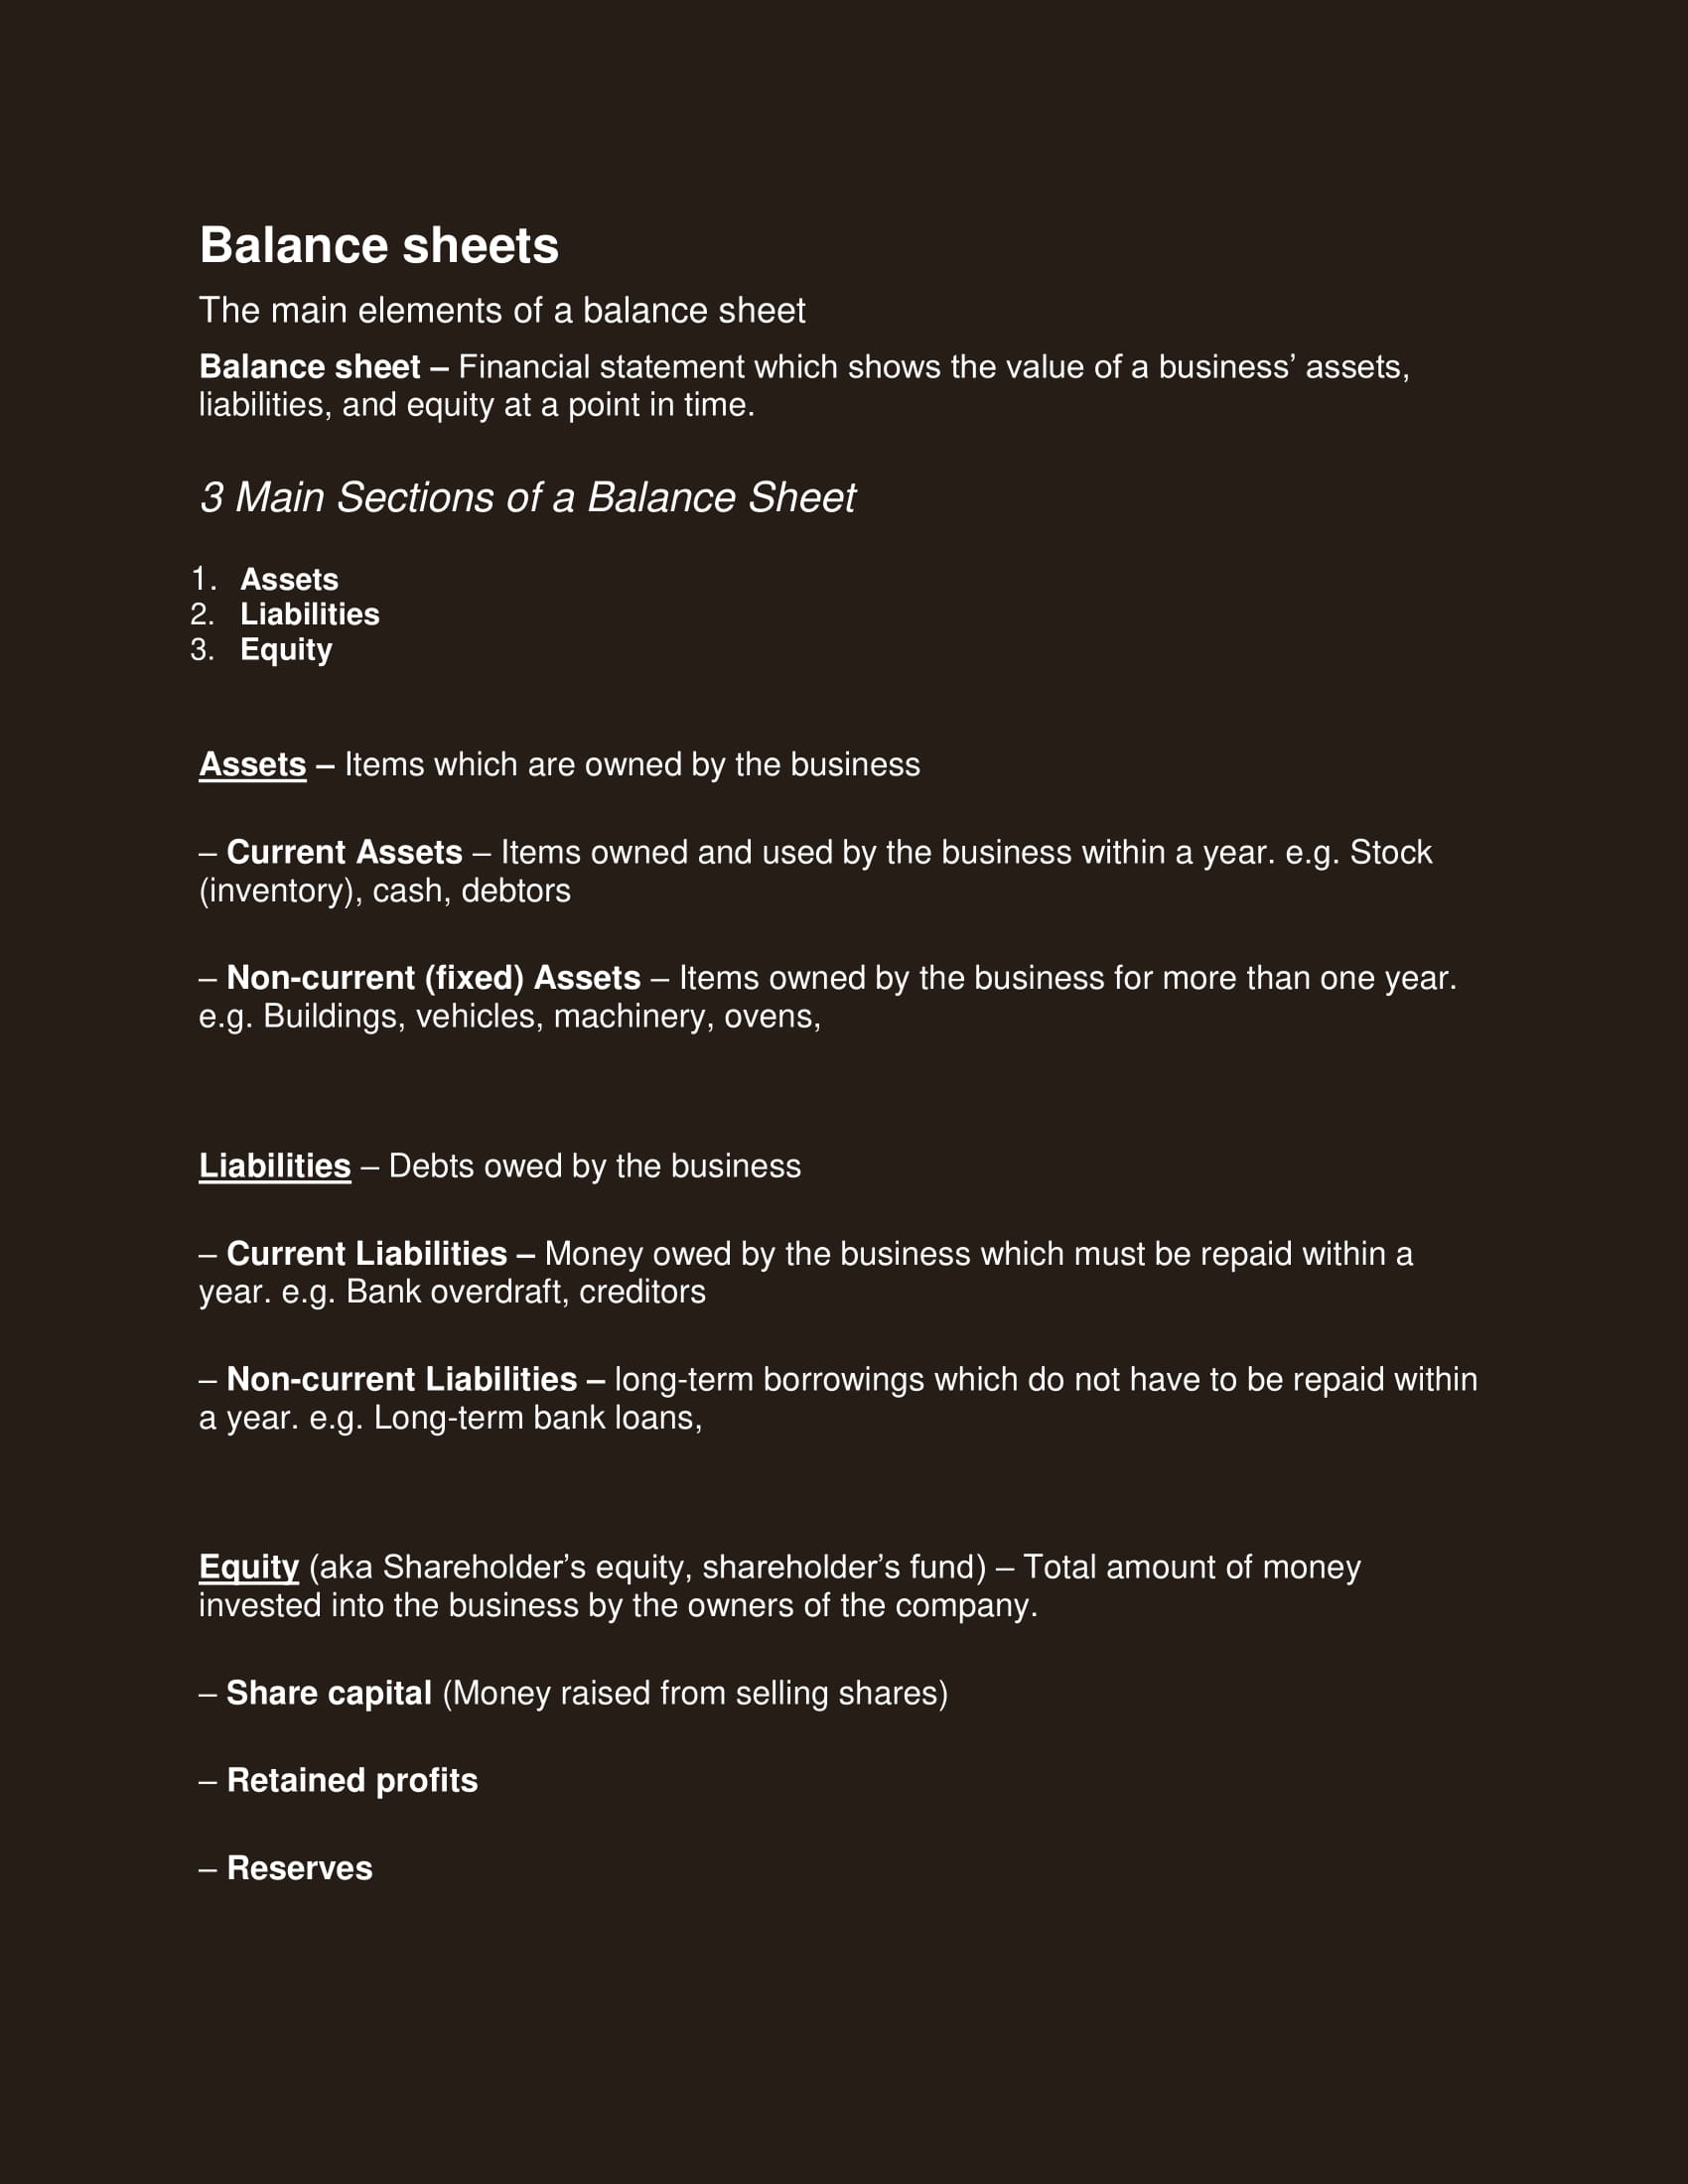 Balance sheets
The main elements of a balance sheet
Balance sheet – Financial statement which shows the value of a business’ assets,
liabilities, and equity at a point in time.
3 Main Sections of a Balance Sheet
1. Assets
2. Liabilities
3. Equity
Assets – Items which are owned by the business
– Current Assets – Items owned and used by the business within a year. e.g. Stock
(inventory), cash, debtors
– Non-current (fixed) Assets – Items owned by the business for more than one year.
e.g. Buildings, vehicles, machinery, ovens,
Liabilities – Debts owed by the business
– Current Liabilities – Money owed by the business which must be repaid within a
year. e.g. Bank overdraft, creditors
– Non-current Liabilities – long-term borrowings which do not have to be repaid within
a year. e.g. Long-term bank loans,
Equity (aka Shareholder’s equity, shareholder’s fund) – Total amount of money
invested into the business by the owners of the company.
– Share capital (Money raised from selling shares)
– Retained profits
– Reserves